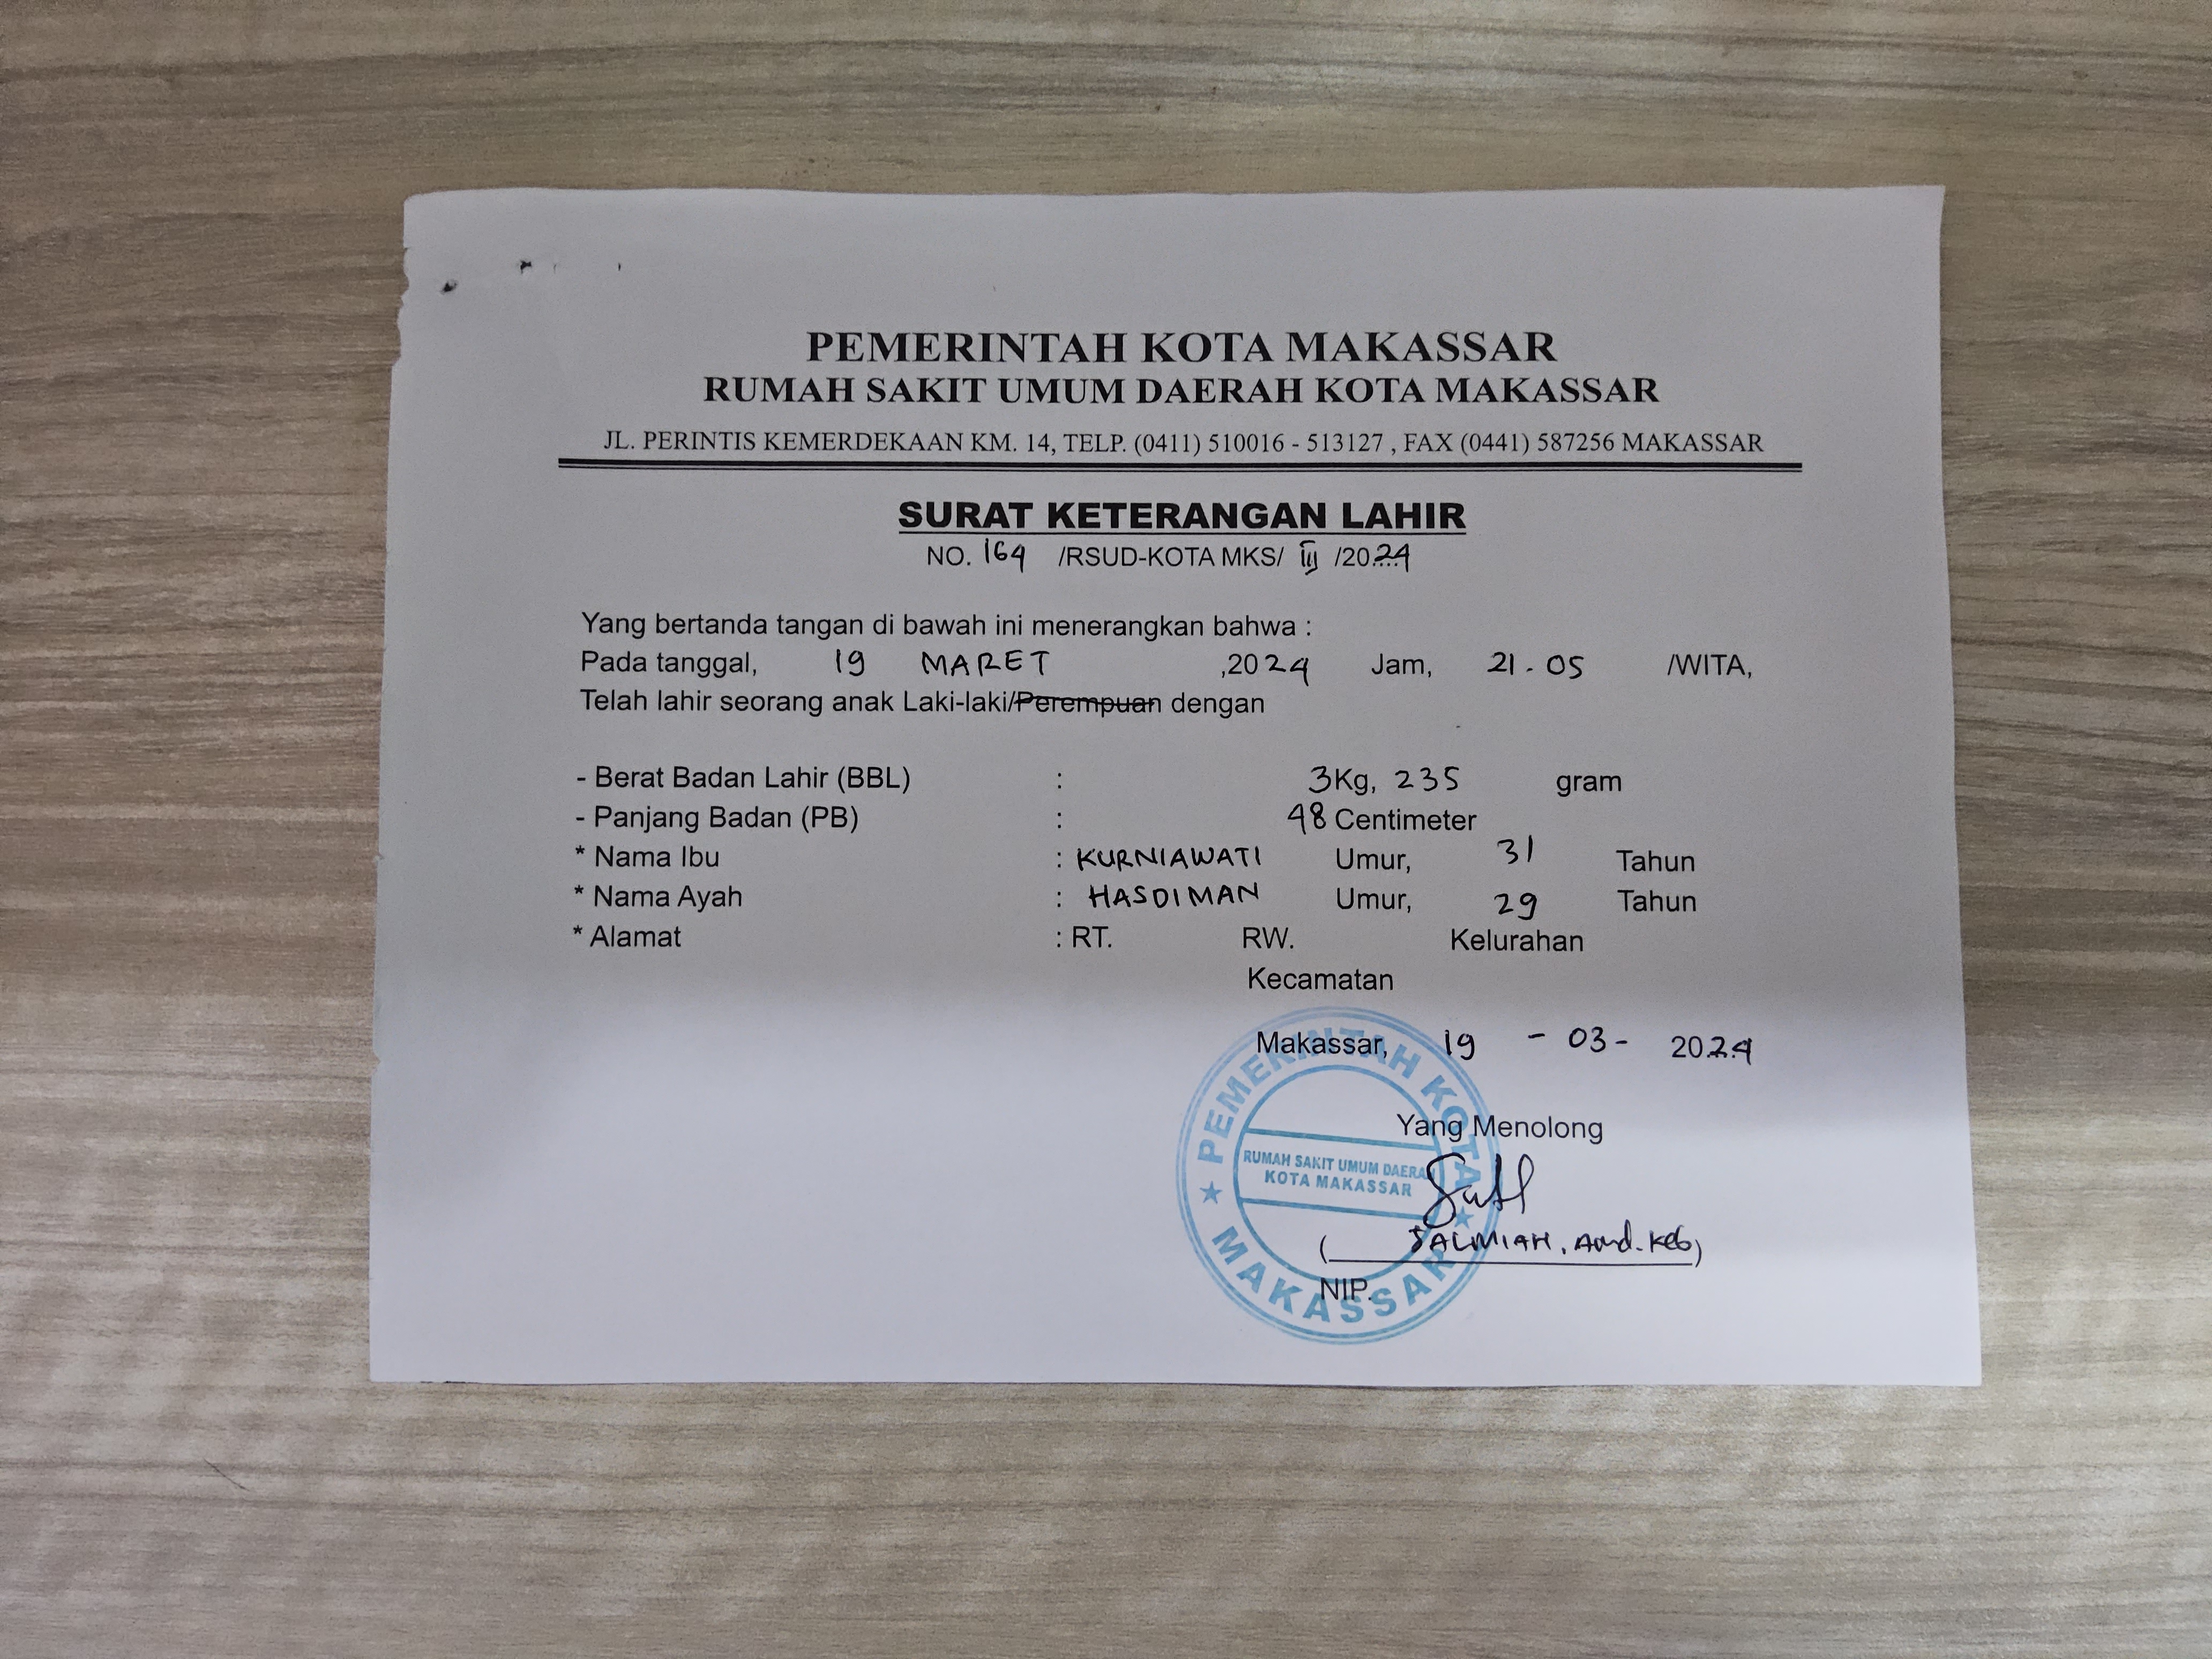 PEMERINTAH KOTA MAKASSAR
RUMAH SAKIT UMUM DAERAH KOTA MAKASSAR
JL. PERINTIS KEMERDEKAAN KM. 14, TELP. (0411) 510016 - 513127 , FAX (0441) 587256 MAKASSAR
SURAT KETERANGAN LAHIR
NO. 164 /RSUD-KOTA MKS/ III /2024
Yang bertanda tangan di bawah ini menerangkan bahwa :
Pada tanggal, 19 MARET ,2024 Jam, 21-05 /WITA,
Telah lahir seorang anak Laki-laki/Perempuan dengan
- Berat Badan Lahir (BBL) : 3Kg, 235 gram
- Panjang Badan (PB) : 48 Centimeter
* Nama Ibu : KURNIAWATI Umur, 31 Tahun
* Nama Ayah : HASDIMAN Umur, 29 Tahun
* Alamat : RT. RW. Kelurahan
Kecamatan
Makassar, 19 - 03 - 2024
Yang Menolong
(SALMIAH, Amd. Keb)
NIP.
PEMERINTAH KOTA
RUMAH SAKIT UMUM DAERAH
KOTA MAKASSAR
MAKASSAR